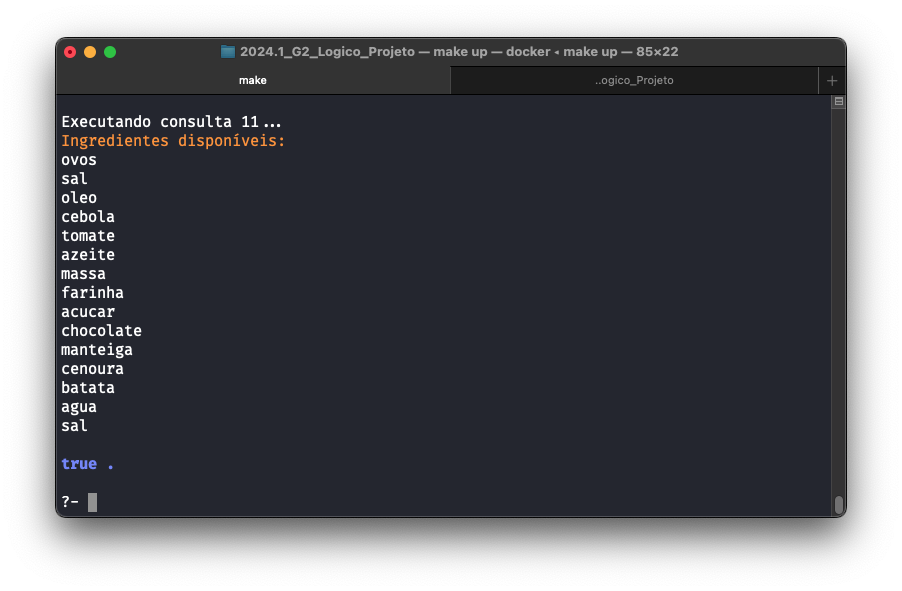 2024.1_G2_Logico_Projeto — make up — docker ◂ make up — 85×22
make
..ogico_Projeto
+
Executando consulta 11...
Ingredientes disponíveis:
ovos
sal
oleo
cebola
tomate
azeite
massa
farinha
acucar
chocolate
manteiga
cenoura
batata
agua
sal
true .
?-